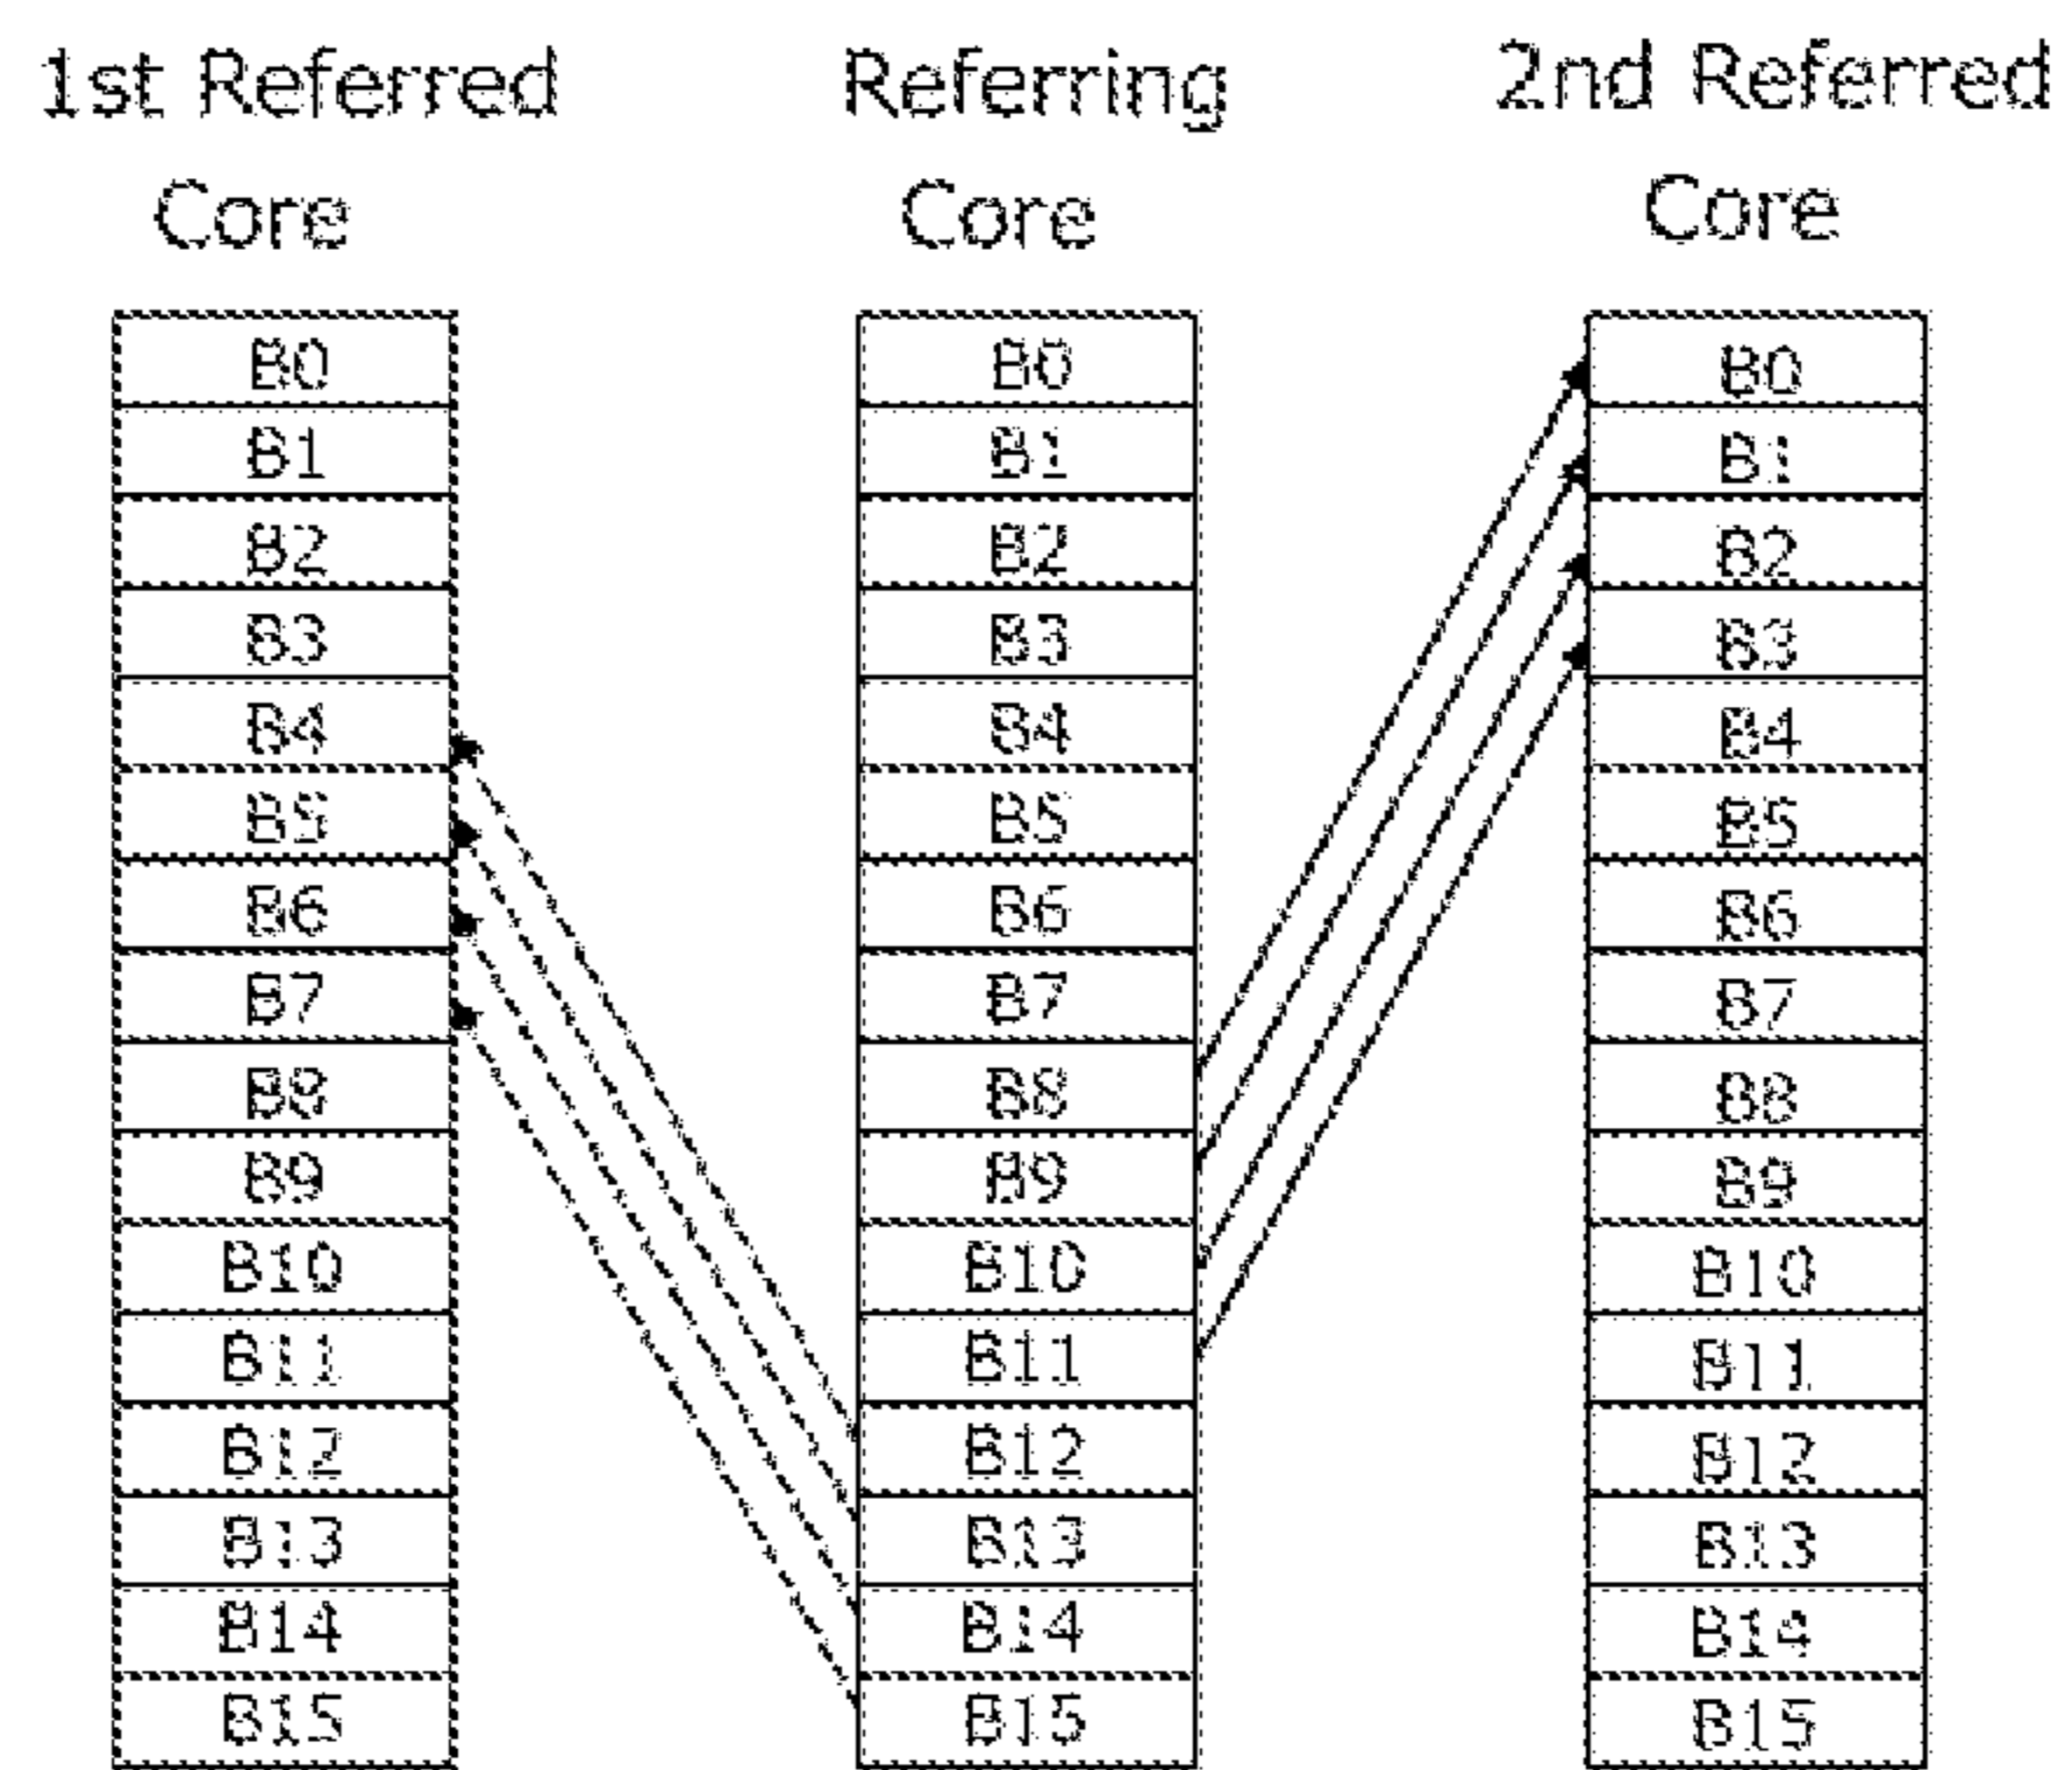 1st Referred Core
Referring Core
2nd Referred Core
B0 B0 B0
B1 B1 B1
B2 B2 B2
B3 B3 B3
B4 B4 B4
B5 B5 B5
B6 B6 B6
B7 B7 B7
B8 B8 B8
B9 B9 B9
B10 B10 B10
B11 B11 B11
B12 B12 B12
B13 B13 B13
B14 B14 B14
B15 B15 B15